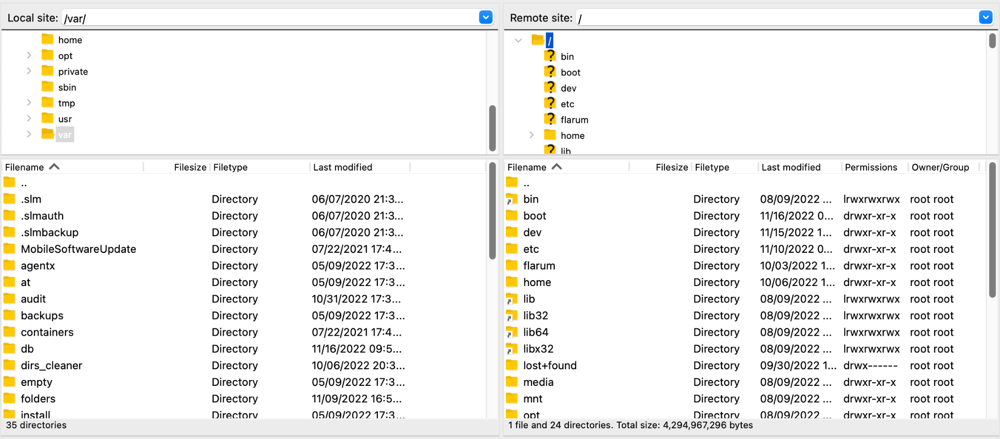 Local site: /var/
home
opt
private
sbin
tmp
usr
var
Filename Filesize Filetype Last modified
..
.slm Directory 06/07/2020 21:3...
.slmauth Directory 06/07/2020 21:3...
.slmbackup Directory 06/07/2020 21:3...
MobileSoftwareUpdate Directory 07/22/2021 17:4...
agentx Directory 05/09/2022 17:3...
at Directory 05/09/2022 17:3...
audit Directory 10/31/2022 17:3...
backups Directory 05/09/2022 17:3...
containers Directory 07/22/2021 17:4...
db Directory 11/16/2022 09:5...
dirs_cleaner Directory 10/06/2022 20:3...
empty Directory 05/09/2022 17:3...
folders Directory 11/09/2022 16:5...
install Directory 05/09/2022 17:3...
35 directories
Remote site: /
/
bin
boot
dev
etc
flarum
home
lib
Filename Filesize Filetype Last modified Permissions Owner/Group
..
bin Directory 08/09/2022 ... lrwxrwxrwx root root
boot Directory 11/16/2022 0... drwxr-xr-x root root
dev Directory 11/15/2022 1... drwxr-xr-x root root
etc Directory 11/10/2022 0... drwxr-xr-x root root
flarum Directory 10/03/2022 1... drwxr-xr-x root root
home Directory 10/06/2022 1... drwxr-xr-x root root
lib Directory 08/09/2022 ... lrwxrwxrwx root root
lib32 Directory 08/09/2022 ... lrwxrwxrwx root root
lib64 Directory 08/09/2022 ... lrwxrwxrwx root root
libx32 Directory 08/09/2022 ... lrwxrwxrwx root root
lost+found Directory 09/30/2022 1... drwx------ root root
media Directory 08/09/2022 ... drwxr-xr-x root root
mnt Directory 08/09/2022 ... drwxr-xr-x root root
opt Directory 08/09/2022 ... drwxr-xr-x root root
1 file and 24 directories. Total size: 4,294,967,296 bytes